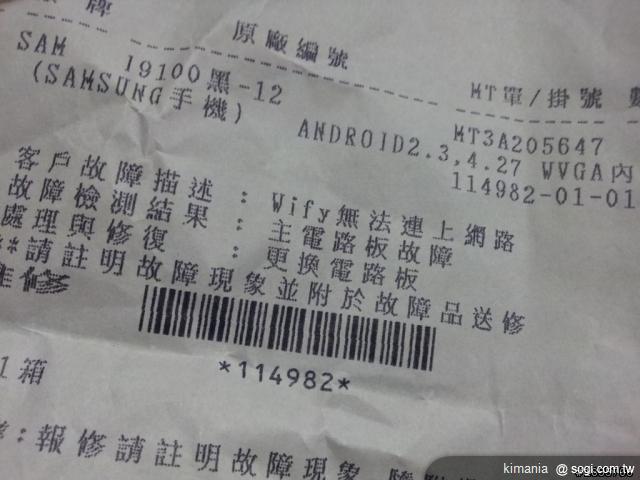 牌 原廠編號 MT單/掛號
SAM I9100黑-12 MT3A205647
(SAMSUNG手機) ANDROID2.3,4.27 WVGA內
114982-01-01
客戶故障描述 : Wify無法連上網路
故障檢測結果 : 主電路板故障
處理與修復 : 更換電路板
**請註明故障現象並附於故障品送修
維修
*114982*
1箱
:報修請註明故障現象
kimania @ sogi.com.tw